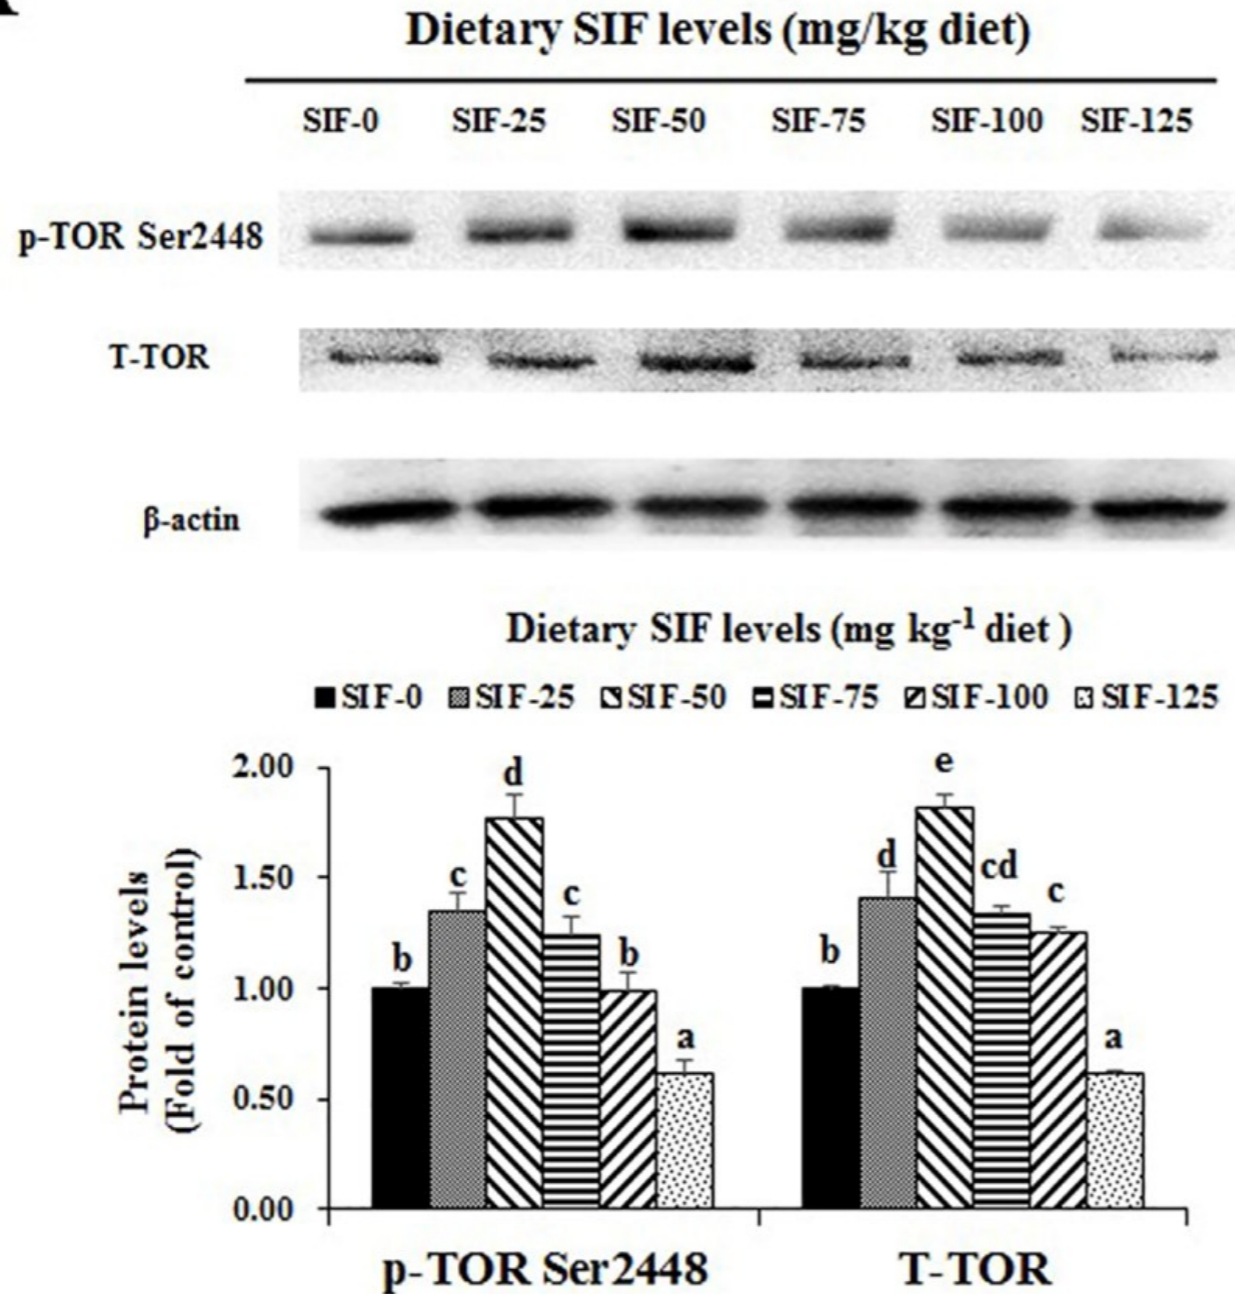 Dietary SIF levels (mg/kg diet)
SIF-0 SIF-25 SIF-50 SIF-75 SIF-100 SIF-125
p-TOR Ser2448
T-TOR
β-actin
Dietary SIF levels (mg kg⁻¹ diet )
SIF-0 SIF-25 SIF-50 SIF-75 SIF-100 SIF-125
Protein levels
(Fold of control)
2.00
1.50
1.00
0.50
0.00
b c d c b a
b d e cd c a
p-TOR Ser2448 T-TOR